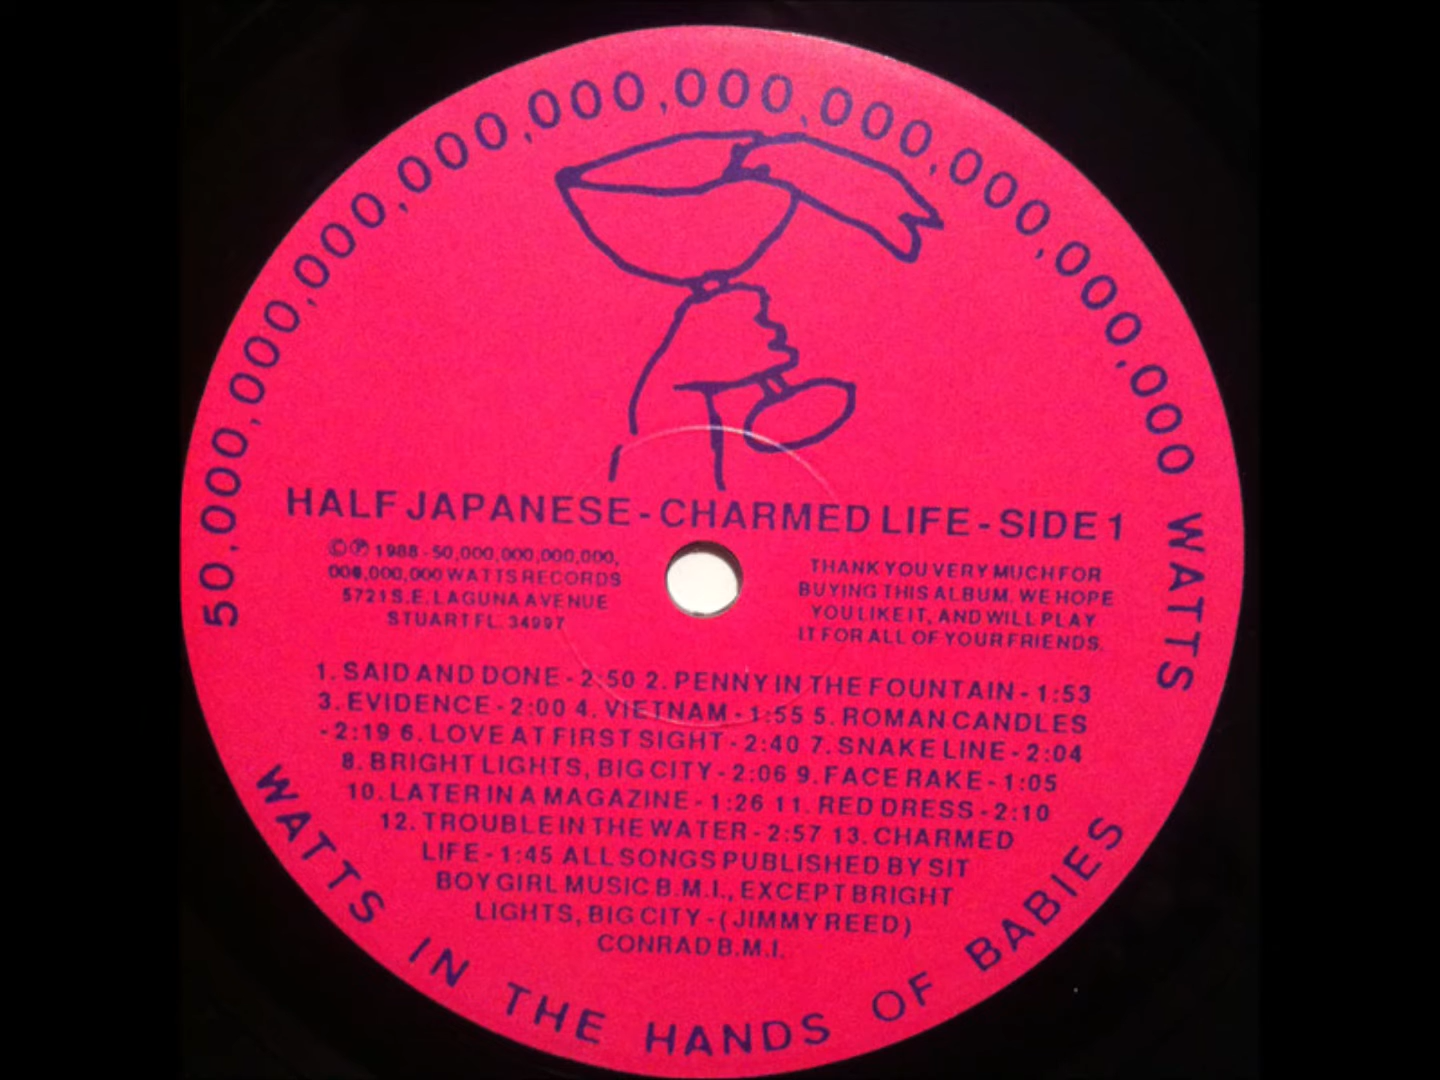 50,000,000,000,000,000,000,000,000,000,000 WATTS
HALF JAPANESE - CHARMED LIFE - SIDE 1
©℗ 1988 - 50,000,000,000,000,
000,000,000 WATTS RECORDS
5721 S.E. LAGUNA AVENUE
STUART FL. 34997
THANK YOU VERY MUCH FOR
BUYING THIS ALBUM. WE HOPE
YOU LIKE IT, AND WILL PLAY
IT FOR ALL OF YOUR FRIENDS.
1. SAID AND DONE - 2:50 2. PENNY IN THE FOUNTAIN - 1:53
3. EVIDENCE - 2:00 4. VIETNAM - 1:55 5. ROMAN CANDLES
- 2:19 6. LOVE AT FIRST SIGHT - 2:40 7. SNAKE LINE - 2:04
8. BRIGHT LIGHTS, BIG CITY - 2:06 9. FACE RAKE - 1:05
10. LATER IN A MAGAZINE - 1:26 11. RED DRESS - 2:10
12. TROUBLE IN THE WATER - 2:57 13. CHARMED
LIFE - 1:45 ALL SONGS PUBLISHED BY SIT
BOY GIRL MUSIC B.M.I., EXCEPT BRIGHT
LIGHTS, BIG CITY - (JIMMY REED)
CONRAD B.M.I.
WATTS IN THE HANDS OF BABIES